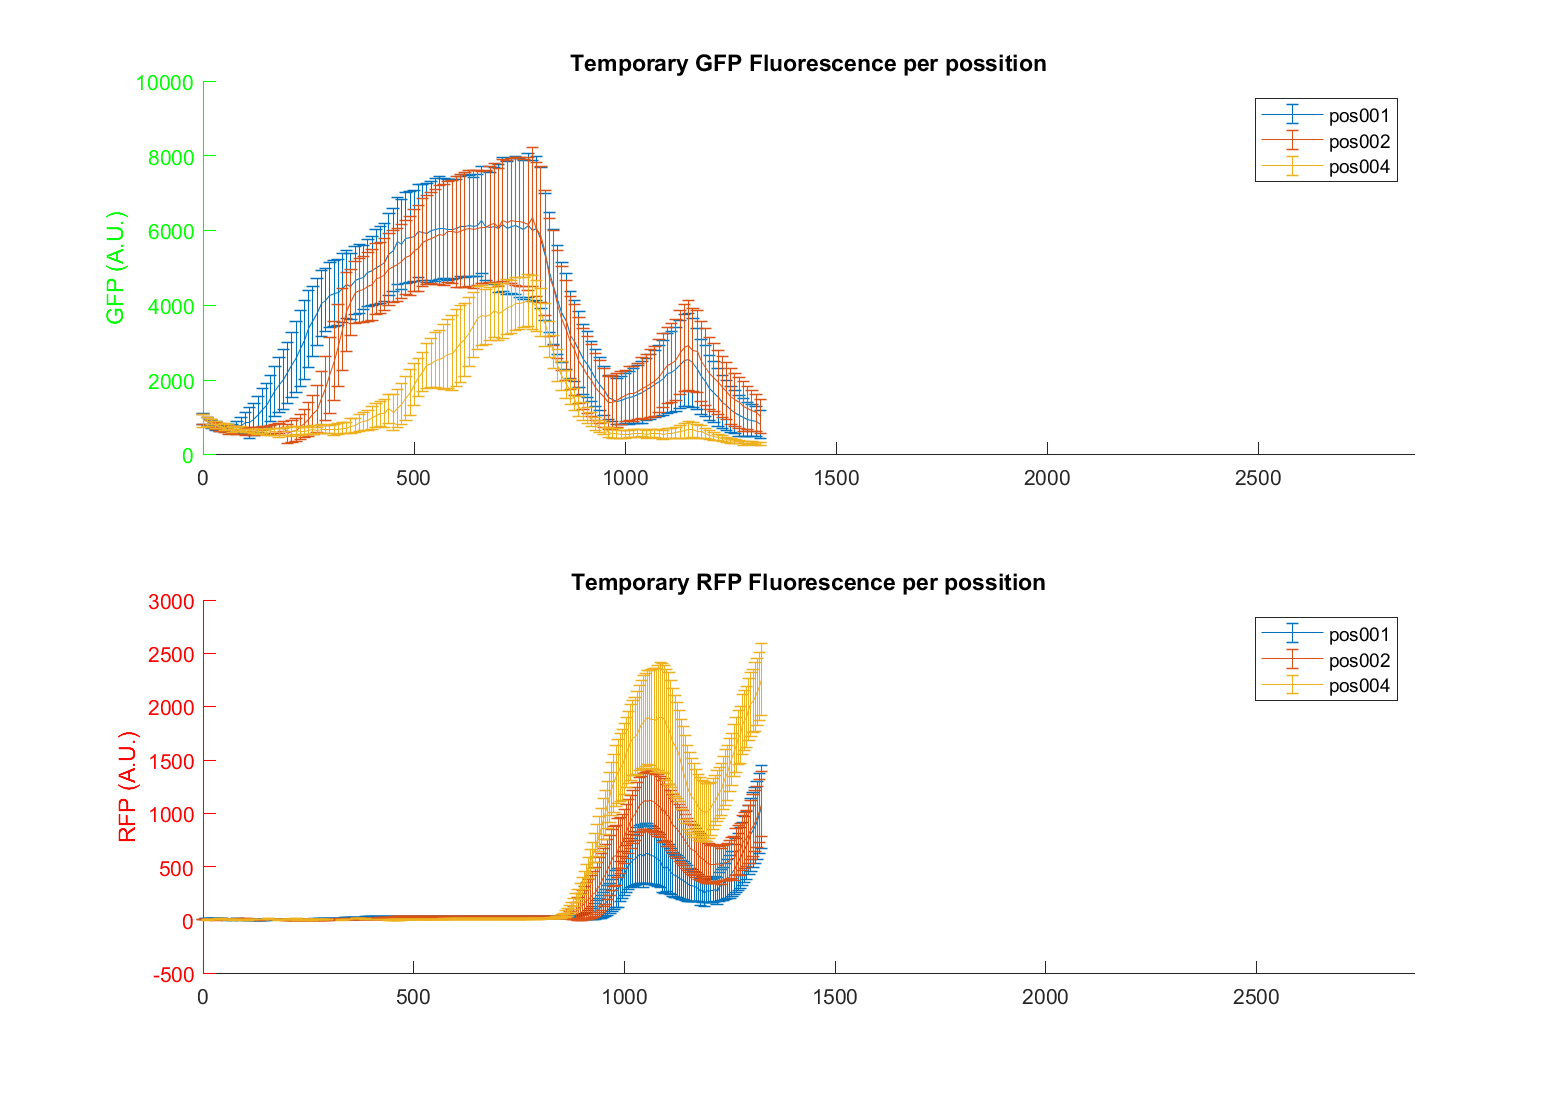 Temporary GFP Fluorescence per possition
10000
8000
6000
4000
2000
0
GFP (A.U.)
pos001
pos002
pos004
0 500 1000 1500 2000 2500
Temporary RFP Fluorescence per possition
3000
2500
2000
1500
1000
500
0
-500
RFP (A.U.)
pos001
pos002
pos004
0 500 1000 1500 2000 2500